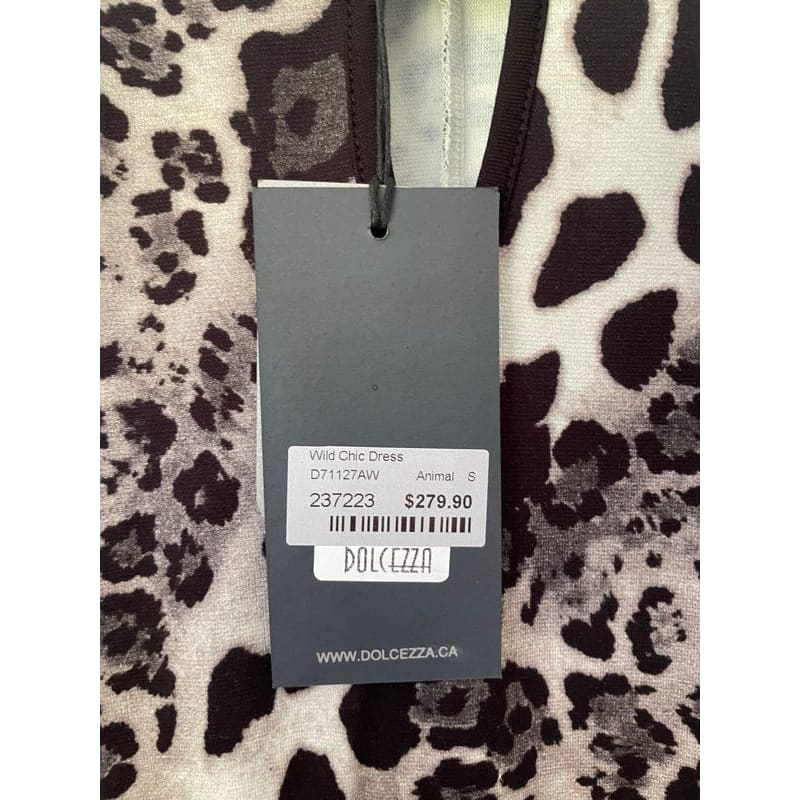 Wild Chic Dress
D71127AW Animal S
237223 $279.90
DOLCEZZA
WWW.DOLCEZZA.CA